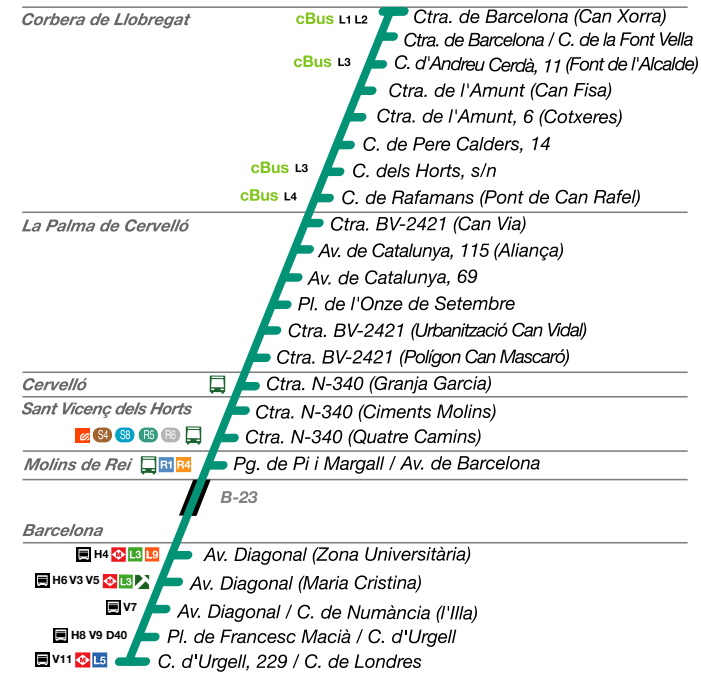 Corbera de Llobregat
cBus L1 L2 Ctra. de Barcelona (Can Xorra)
Ctra. de Barcelona / C. de la Font Vella
cBus L3 C. d'Andreu Cerdà, 11 (Font de l'Alcalde)
Ctra. de l'Amunt (Can Fisa)
Ctra. de l'Amunt, 6 (Cotxeres)
C. de Pere Calders, 14
cBus L3 C. dels Horts, s/n
cBus L4 C. de Rafamans (Pont de Can Rafel)
La Palma de Cervelló
Ctra. BV-2421 (Can Via)
Av. de Catalunya, 115 (Aliança)
Av. de Catalunya, 69
Pl. de l'Onze de Setembre
Ctra. BV-2421 (Urbanització Can Vidal)
Ctra. BV-2421 (Polígon Can Mascaró)
Cervelló
Ctra. N-340 (Granja Garcia)
Sant Vicenç dels Horts
Ctra. N-340 (Ciments Molins)
S4 S8 R5 R6 Ctra. N-340 (Quatre Camins)
Molins de Rei R1 R4 Pg. de Pi i Margall / Av. de Barcelona
B-23
Barcelona
H4 M L3 L9 Av. Diagonal (Zona Universitària)
H6 V3 V5 M L3 Av. Diagonal (Maria Cristina)
V7 Av. Diagonal / C. de Numància (l'Illa)
H8 V9 D40 Pl. de Francesc Macià / C. d'Urgell
V11 M L5 C. d'Urgell, 229 / C. de Londres